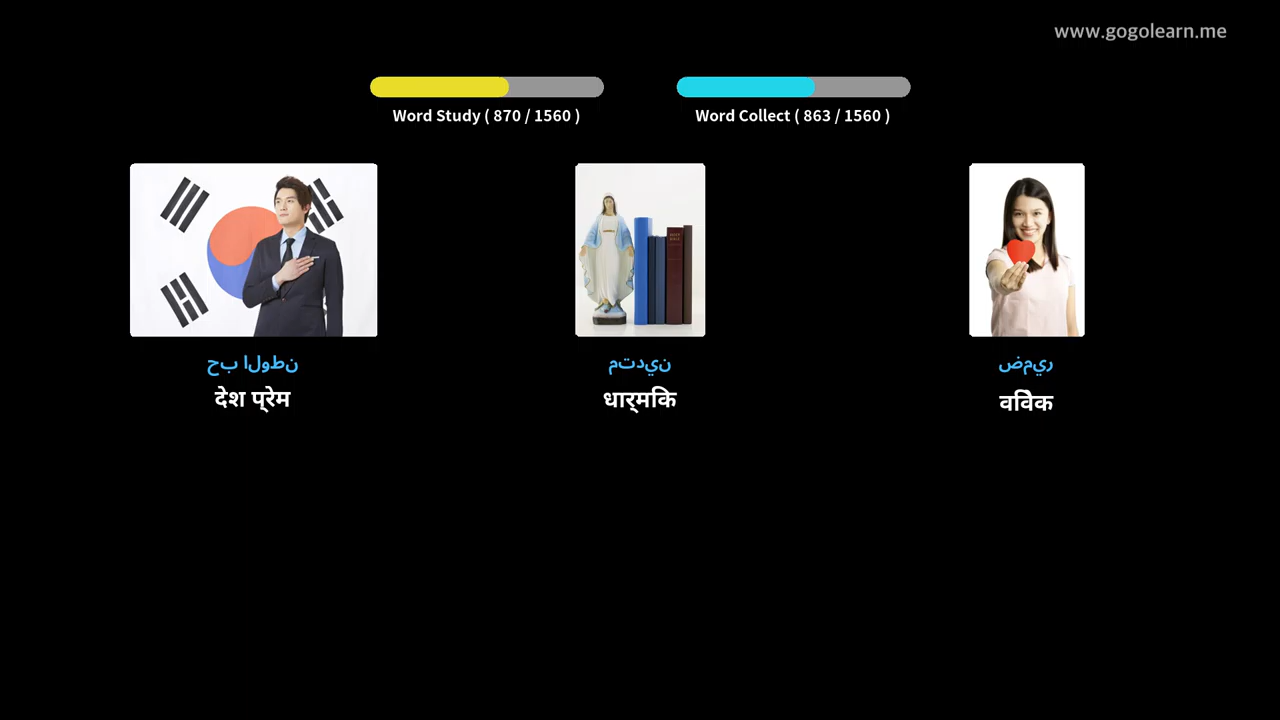 www.gogolearn.me
Word Study ( 870 / 1560 )
Word Collect ( 863 / 1560 )
حب الوطن
متدين
ضمير
देश प्रेम
धार्मिक
विवेक